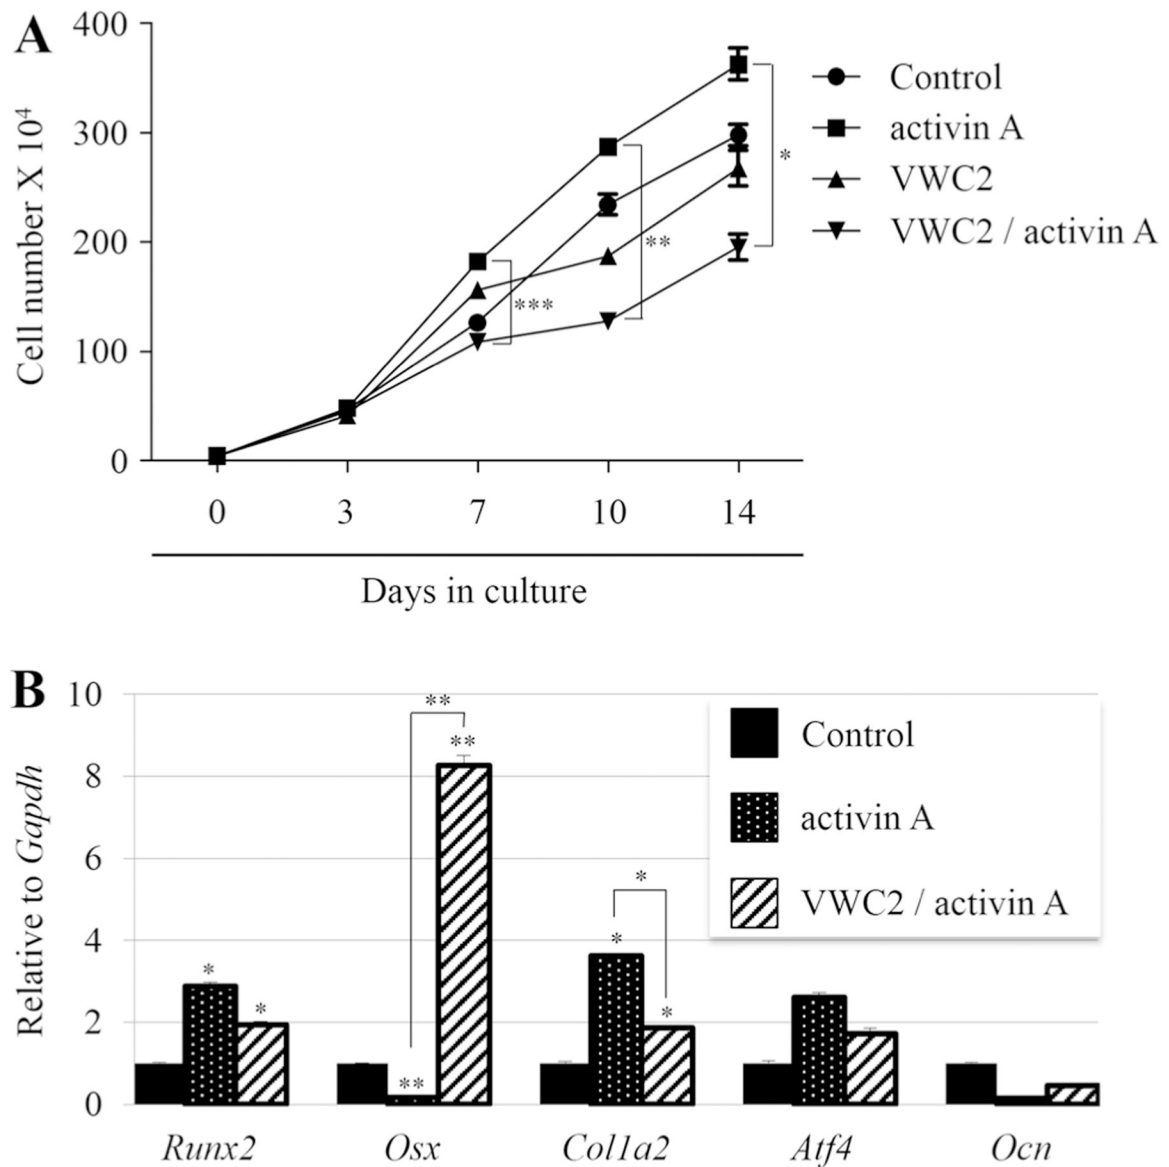 A
400
300
200
100
0
Cell number X 10⁴
0 3 7 10 14
Days in culture
***
**
*
Control
activin A
VWC2
VWC2 / activin A
B
10
8
6
4
2
0
Relative to Gapdh
*
*
**
**
**
*
*
*
Control
activin A
VWC2 / activin A
Runx2 Osx Col1a2 Atf4 Ocn